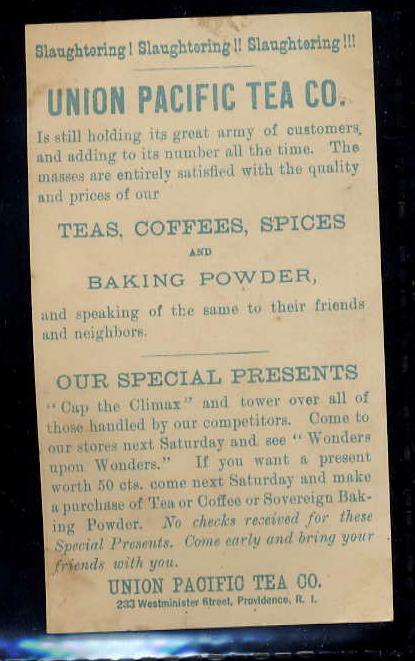 Slaughtering! Slaughtering!! Slaughtering!!!
UNION PACIFIC TEA CO.
Is still holding its great army of customers,
and adding to its number all the time. The
masses are entirely satisfied with the quality
and prices of our
TEAS, COFFEES, SPICES
AND
BAKING POWDER,
and speaking of the same to their friends
and neighbors.
OUR SPECIAL PRESENTS
"Cap the Climax" and tower over all of
those handled by our competitors. Come to
our stores next Saturday and see "Wonders
upon Wonders." If you want a present
worth 50 cts. come next Saturday and make
a purchase of Tea or Coffee or Sovereign Bak-
ing Powder. No checks received for these
Special Presents. Come early and bring your
friends with you.
UNION PACIFIC TEA CO.
233 Westminister Street, Providence, R. I.